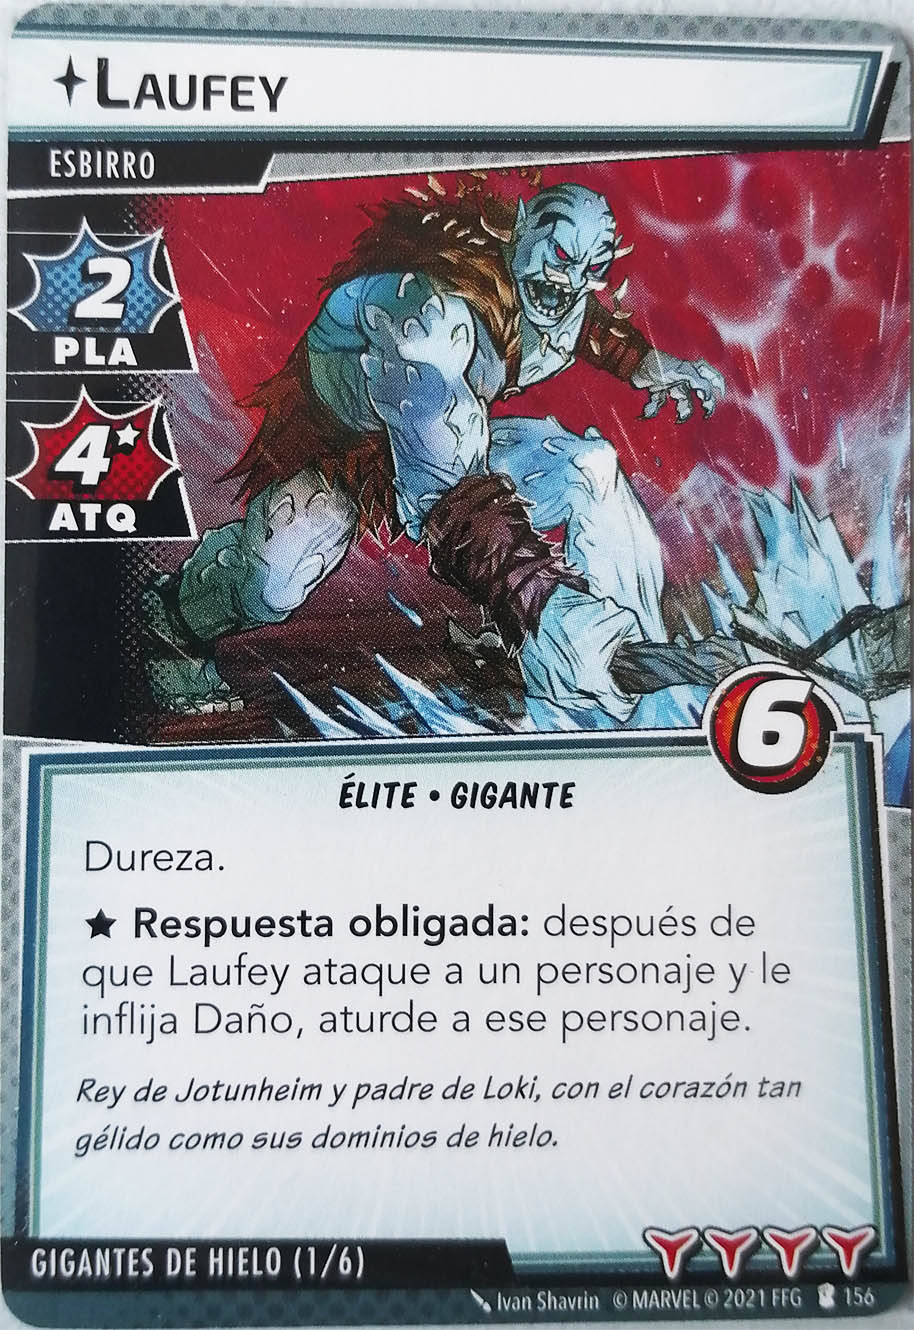 LAUFEY
ESBIRRO
2
PLA
4
ATQ
6
ÉLITE • GIGANTE
Dureza.
★ Respuesta obligada: después de
que Laufey ataque a un personaje y le
inflija Daño, aturde a ese personaje.
Rey de Jotunheim y padre de Loki, con el corazón tan
gélido como sus dominios de hielo.
GIGANTES DE HIELO (1/6)
Ivan Shavrin © MARVEL © 2021 FFG 156